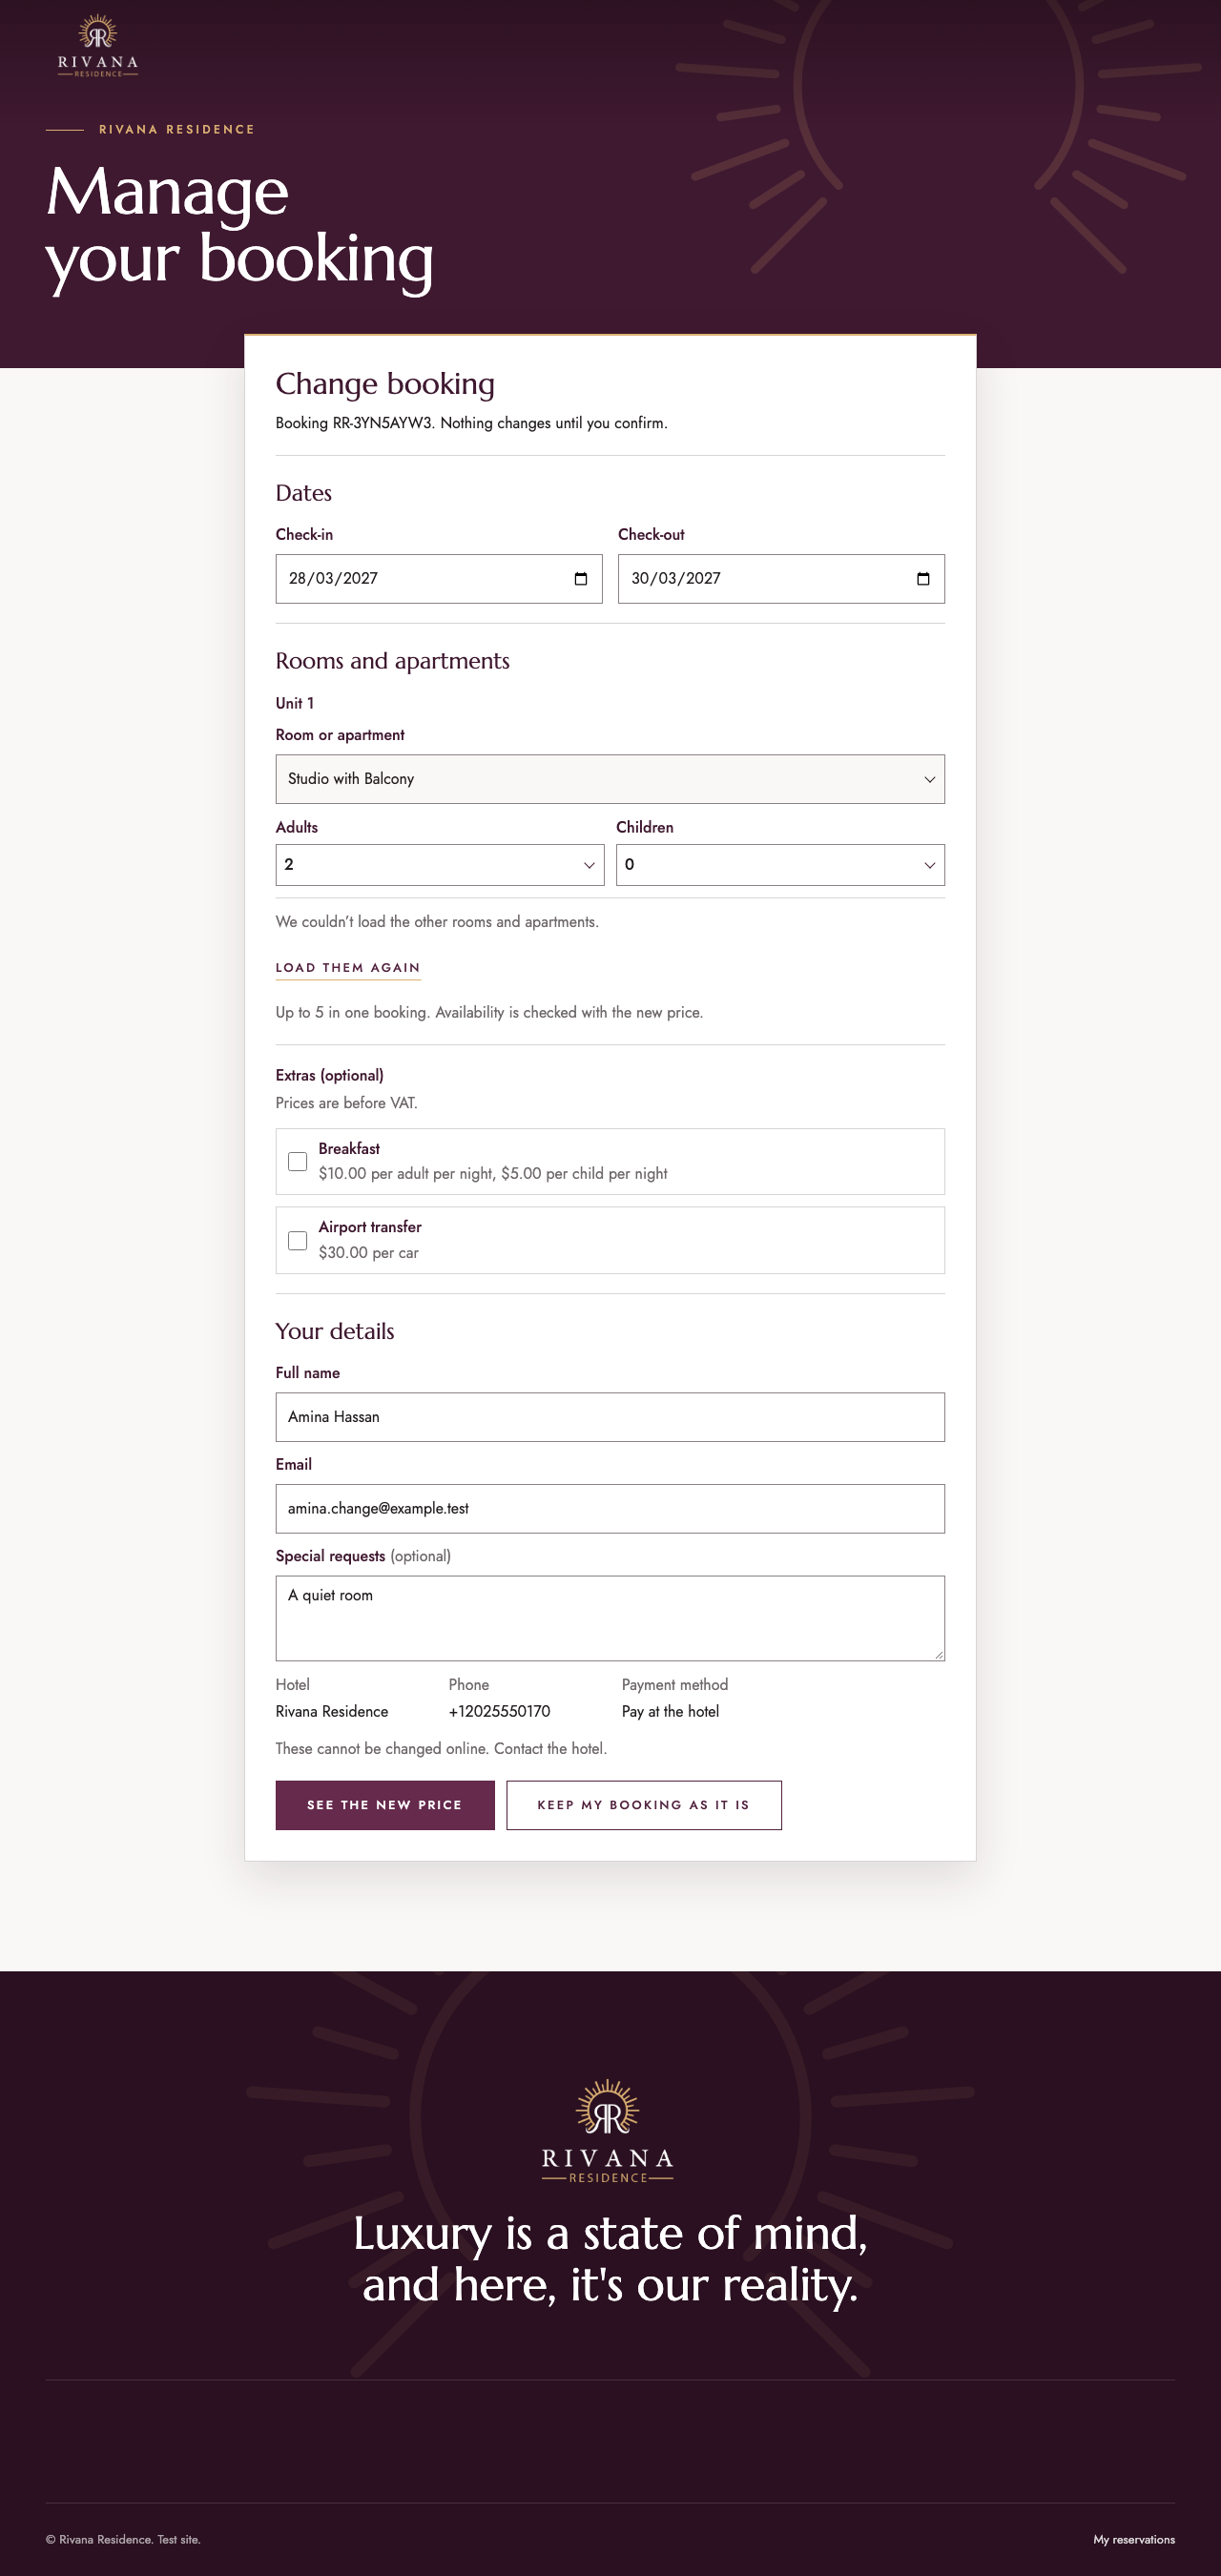 RIVANA
RESIDENCE
RIVANA RESIDENCE
Manage
your booking
Change booking
Booking RR-3YN5AYW3. Nothing changes until you confirm.
Dates
Check-in
Check-out
28/03/2027
30/03/2027
Rooms and apartments
Unit 1
Room or apartment
Studio with Balcony
Adults
Children
2
0
We couldn’t load the other rooms and apartments.
LOAD THEM AGAIN
Up to 5 in one booking. Availability is checked with the new price.
Extras (optional)
Prices are before VAT.
Breakfast
$10.00 per adult per night, $5.00 per child per night
Airport transfer
$30.00 per car
Your details
Full name
Amina Hassan
Email
amina.change@example.test
Special requests (optional)
A quiet room
Hotel
Phone
Payment method
Rivana Residence
+12025550170
Pay at the hotel
These cannot be changed online. Contact the hotel.
SEE THE NEW PRICE
KEEP MY BOOKING AS IT IS
RIVANA
RESIDENCE
Luxury is a state of mind,
and here, it's our reality.
© Rivana Residence. Test site.
My reservations